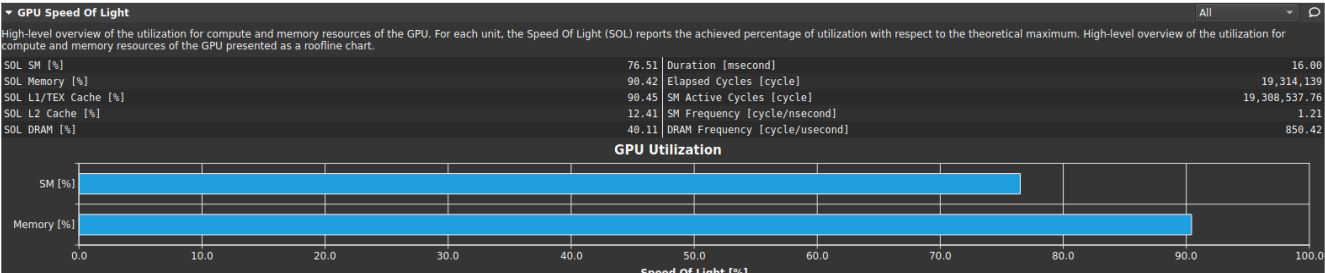 GPU Speed Of Light
All
High-level overview of the utilization for compute and memory resources of the GPU. For each unit, the Speed Of Light (SOL) reports the achieved percentage of utilization with respect to the theoretical maximum. High-level overview of the utilization for
compute and memory resources of the GPU presented as a roofline chart.
SOL SM [%] 76.51 Duration [msecond] 16.00
SOL Memory [%] 90.42 Elapsed Cycles [cycle] 19,314,139
SOL L1/TEX Cache [%] 90.45 SM Active Cycles [cycle] 19,308,537.76
SOL L2 Cache [%] 12.41 SM Frequency [cycle/nsecond] 1.21
SOL DRAM [%] 40.11 DRAM Frequency [cycle/usecond] 850.42
GPU Utilization
SM [%]
Memory [%]
0.0 10.0 20.0 30.0 40.0 50.0 60.0 70.0 80.0 90.0 100.0
Speed Of Light [%]